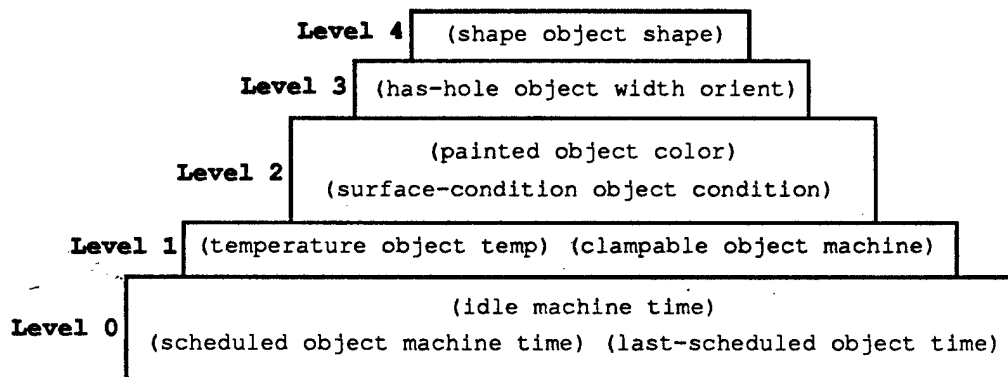 Level 4 (shape object shape)
Level 3 (has-hole object width orient)
(painted object color)
Level 2
(surface-condition object condition)
Level 1 (temperature object temp) (clampable object machine)
(idle machine time)
Level 0
(scheduled object machine time) (last-scheduled object time)